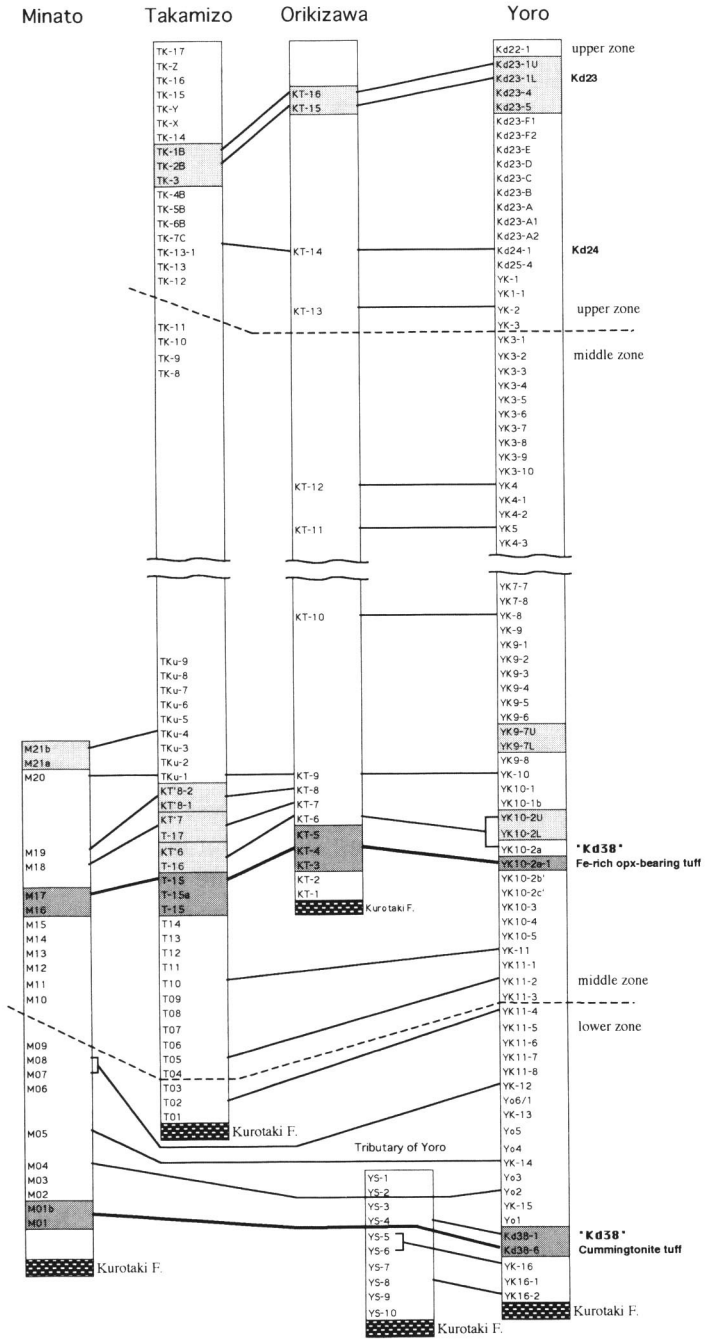 Minato Takamizo Orikizawa Yoro
TK-17
TK-Z
TK-16
TK-15
TK-Y
TK-X
TK-14
TK-1B
TK-2B
TK-3
TK-4B
TK-5B
TK-6B
TK-7C
TK-13-1
TK-13
TK-12
TK-11
TK-10
TK-9
TK-8
TKu-9
TKu-8
TKu-7
TKu-6
TKu-5
TKu-4
TKu-3
TKu-2
TKu-1
KT'8-2
KT'8-1
KT'7
T-17
KT'6
T-16
T-15
T-15a
T-15
T14
T13
T12
T11
T10
T09
T08
T07
T06
T05
T04
T03
T02
T01
Kurotaki F.
M21b
M21a
M20
M19
M18
M17
M16
M15
M14
M13
M12
M11
M10
M09
M08
M07
M06
M05
M04
M03
M02
M01b
M01
Kurotaki F.
KT-16
KT-15
KT-14
KT-13
KT-12
KT-11
KT-10
KT-9
KT-8
KT-7
KT-6
KT-5
KT-4
KT-3
KT-2
KT-1
Kurotaki F.
Tributary of Yoro
YS-1
YS-2
YS-3
YS-4
YS-5
YS-6
YS-7
YS-8
YS-9
YS-10
Kurotaki F.
Kd22-1 upper zone
Kd23-1U
Kd23-1L Kd23
Kd23-4
Kd23-5
Kd23-F1
Kd23-F2
Kd23-E
Kd23-D
Kd23-C
Kd23-B
Kd23-A
Kd23-A1
Kd23-A2
Kd24-1 Kd24
Kd25-4
YK-1
YK1-1
YK-2 upper zone
YK-3
YK3-1
YK3-2 middle zone
YK3-3
YK3-4
YK3-5
YK3-6
YK3-7
YK3-8
YK3-9
YK3-10
YK4
YK4-1
YK4-2
YK5
YK4-3
YK7-7
YK7-8
YK-8
YK-9
YK9-1
YK9-2
YK9-3
YK9-4
YK9-5
YK9-6
YK9-7U
YK9-7L
YK9-8
YK-10
YK10-1
YK10-1b
YK10-2U
YK10-2L
YK10-2a "Kd38"
YK10-2a-1 Fe-rich opx-bearing tuff
YK10-2b'
YK10-2c'
YK10-3
YK10-4
YK10-5
YK-11
YK11-1
YK11-2 middle zone
YK11-3
YK11-4
YK11-5 lower zone
YK11-6
YK11-7
YK11-8
YK-12
Yo6/1
YK-13
Yo5
Yo4
YK-14
Yo3
Yo2
YK-15
Yo1
Kd38-1 "Kd38"
Kd38-6 Cummingtonite tuff
YK-16
YK16-1
YK16-2
Kurotaki F.